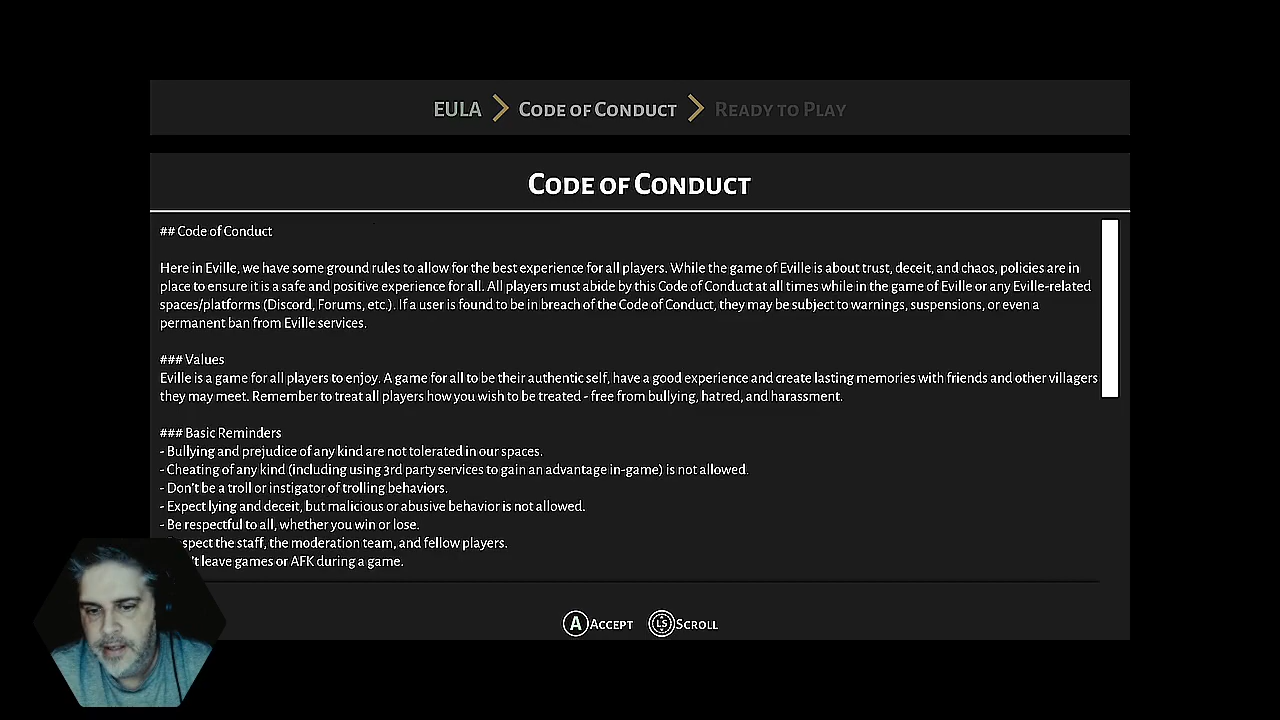 EULA > Code of Conduct > Ready to Play
Code of Conduct
## Code of Conduct
Here in Eville, we have some ground rules to allow for the best experience for all players. While the game of Eville is about trust, deceit, and chaos, policies are in
place to ensure it is a safe and positive experience for all. All players must abide by this Code of Conduct at all times while in the game of Eville or any Eville-related
spaces/platforms (Discord, Forums, etc.). If a user is found to be in breach of the Code of Conduct, they may be subject to warnings, suspensions, or even a
permanent ban from Eville services.
### Values
Eville is a game for all players to enjoy. A game for all to be their authentic self, have a good experience and create lasting memories with friends and other villagers
they may meet. Remember to treat all players how you wish to be treated - free from bullying, hatred, and harassment.
### Basic Reminders
- Bullying and prejudice of any kind are not tolerated in our spaces.
- Cheating of any kind (including using 3rd party services to gain an advantage in-game) is not allowed.
- Don't be a troll or instigator of trolling behaviors.
- Expect lying and deceit, but malicious or abusive behavior is not allowed.
- Be respectful to all, whether you win or lose.
the staff, the moderation team, and fellow players.
leave games or AFK during a game.
A Accept LS Scroll